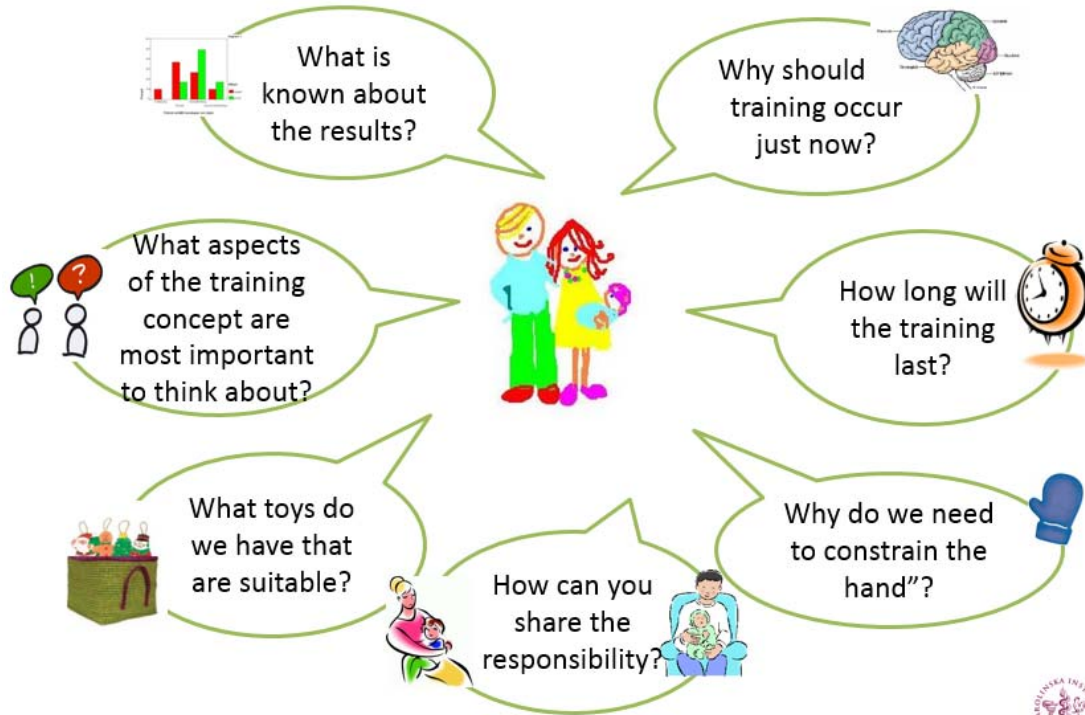 What is
known about
the results?
Why should
training occur
just now?
What aspects
of the training
concept are
most important
to think about?
How long will
the training
last?
What toys do
we have that
are suitable?
How can you
share the
responsibility?
Why do we need
to constrain the
hand”?